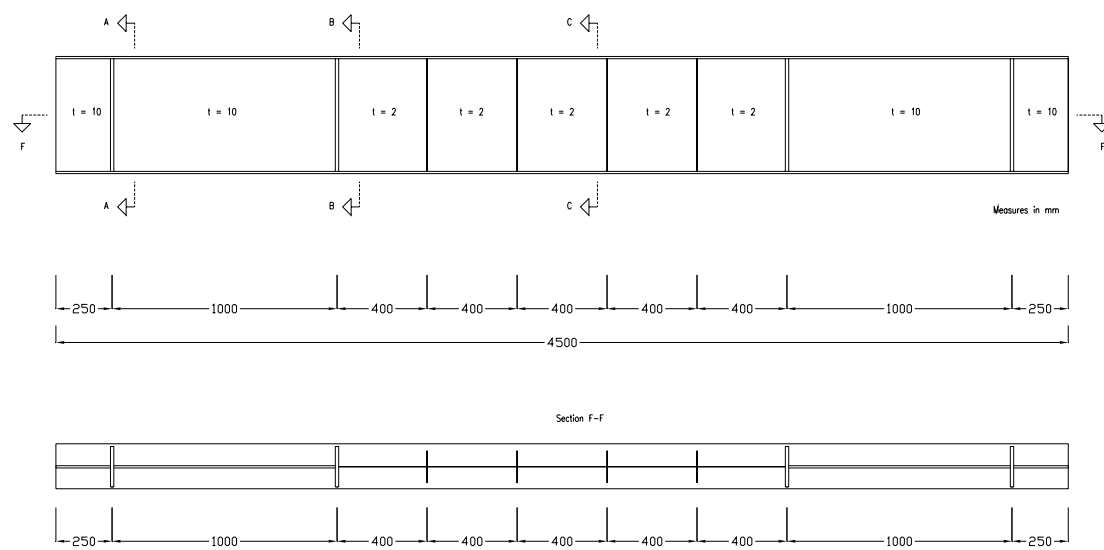 A B C
t = 10 t = 10 t = 2 t = 2 t = 2 t = 2 t = 2 t = 10 t = 10
F F
A B C
Measures in mm
250 1000 400 400 400 400 400 1000 250
4500
Section F-F
250 1000 400 400 400 400 400 1000 250